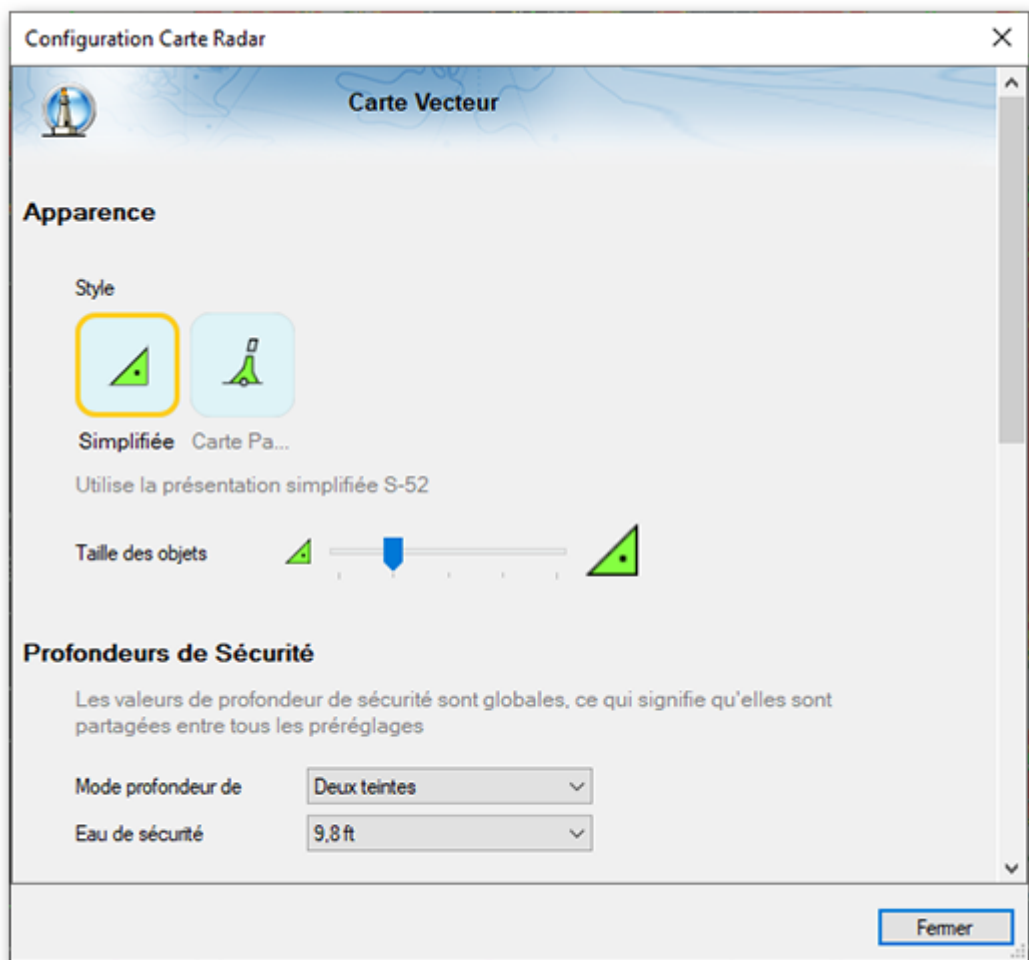 Configuration Carte Radar
Carte Vecteur
Apparence
Style
Simplifiée Carte Pa...
Utilise la présentation simplifiée S-52
Taille des objets
Profondeurs de Sécurité
Les valeurs de profondeur de sécurité sont globales, ce qui signifie qu'elles sont
partagées entre tous les préréglages
Mode profondeur de Deux teintes
Eau de sécurité 9,8 ft
Fermer